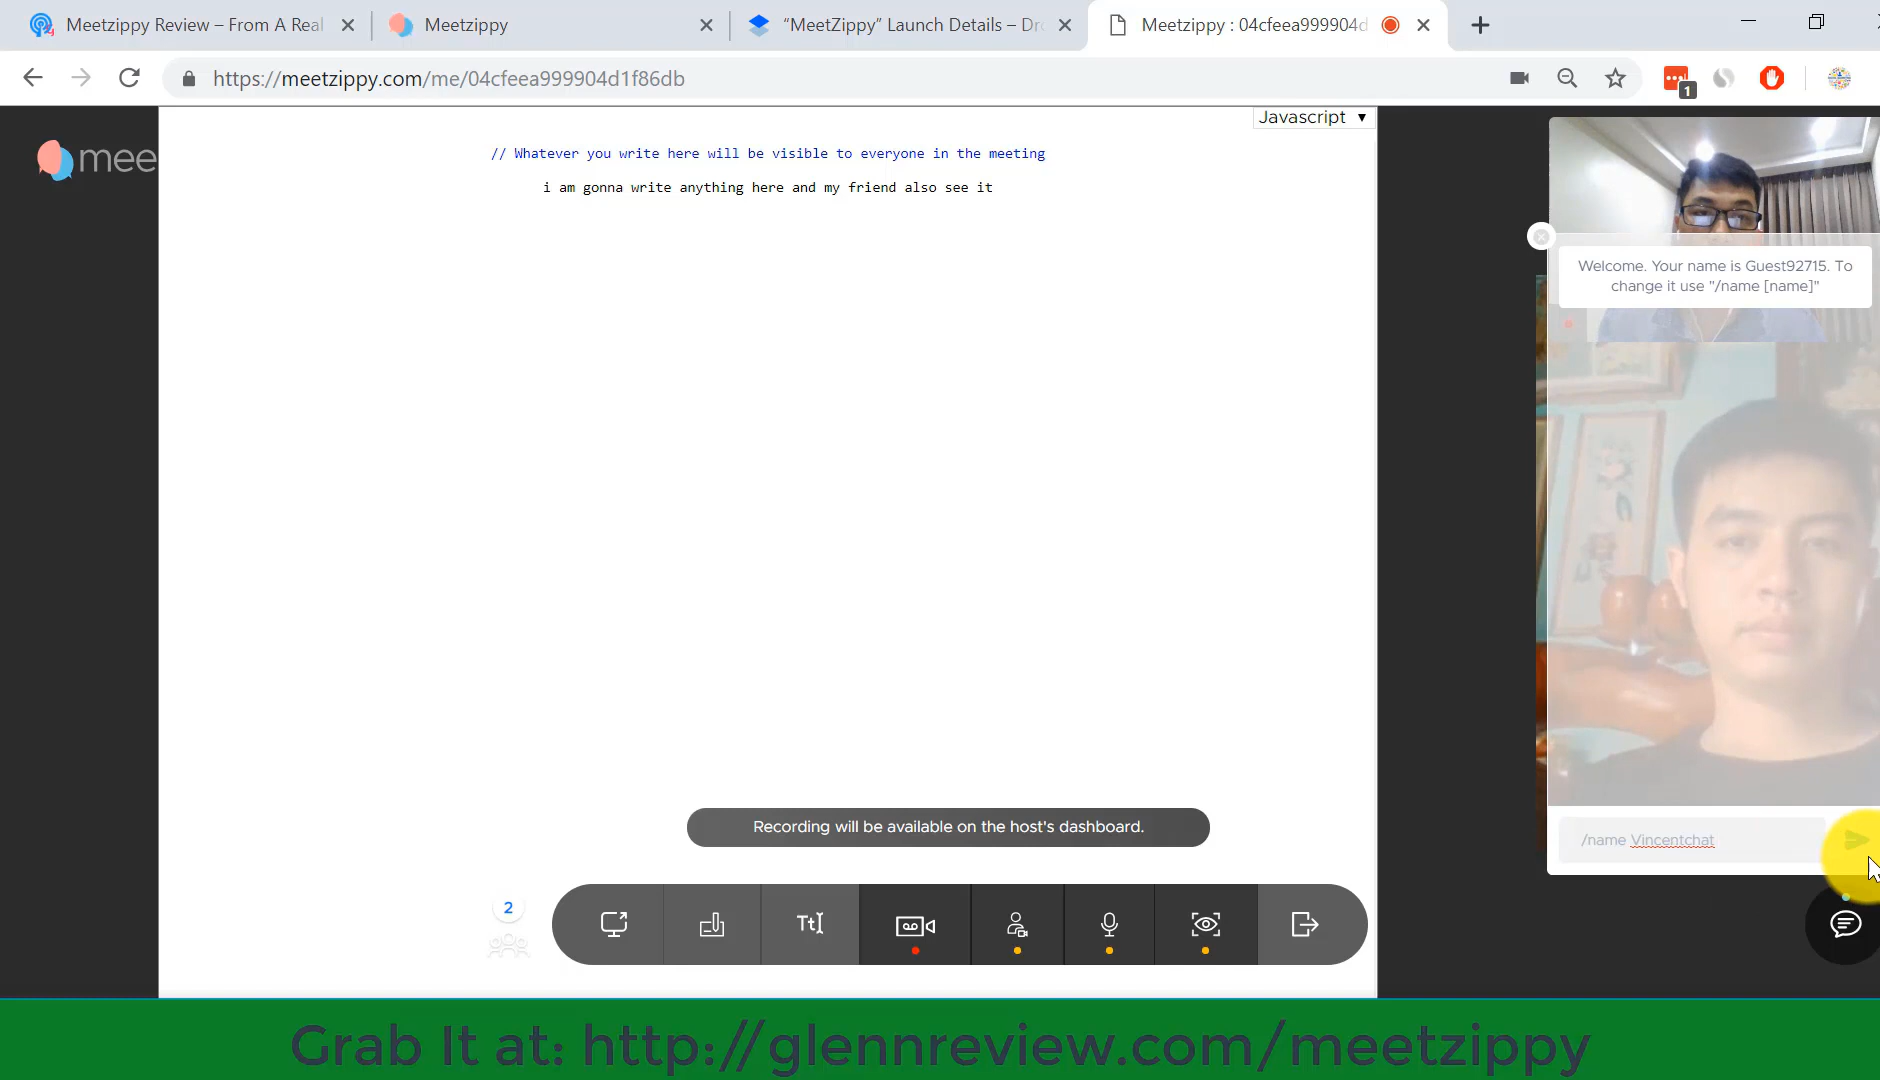 Meetzippy Review – From A Real
Meetzippy
“MeetZippy” Launch Details – Dro
Meetzippy : 04cfeea999904d
https://meetzippy.com/me/04cfeea999904d1f86db
1
mee
Javascript ▼
// Whatever you write here will be visible to everyone in the meeting
i am gonna write anything here and my friend also see it
Welcome. Your name is Guest92715. To
change it use "/name [name]"
Recording will be available on the host's dashboard.
/name Vincentchat
2
TtI
Grab It at: http://glennreview.com/meetzippy